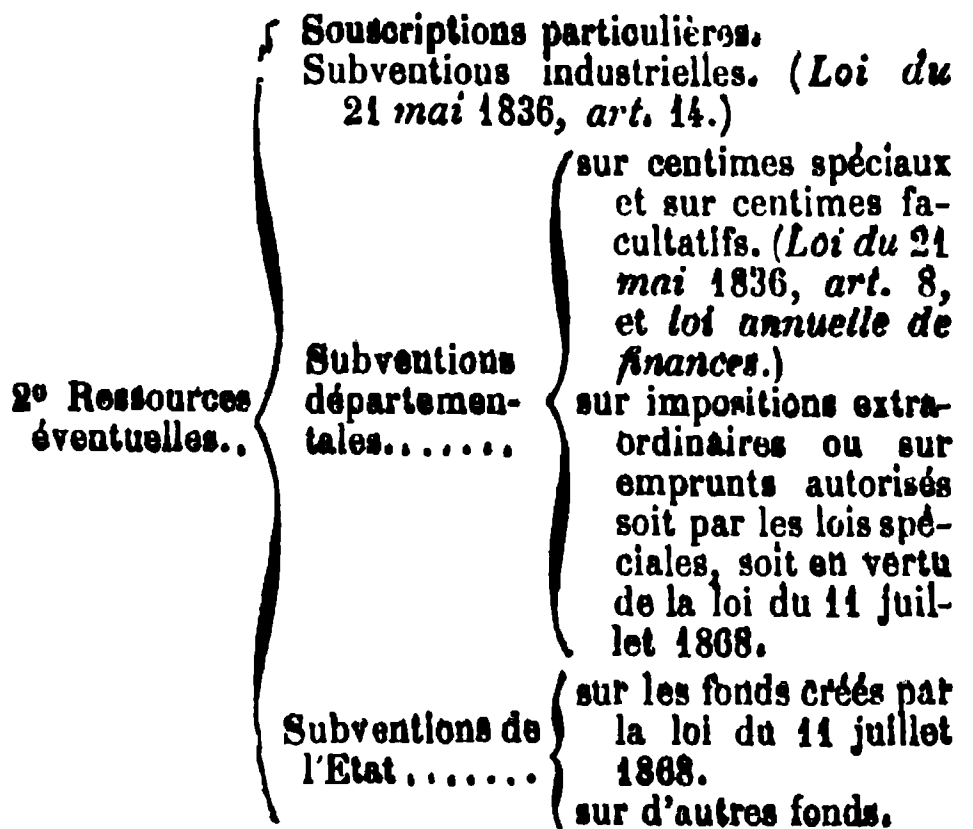 Souscriptions particulières.
Subventious industrielles. (Loi du
21 mai 1836, art. 14.)
2º Ressources
éventuelles..
Subventions
départemen-
tales.......
sur centimes spéciaux
et sur centimes fa-
cultatifs. (Loi du 21
mai 1836, art. 8,
et loi annuelle de
finances.)
sur impositions extra-
ordinaires ou sur
emprunts autorisés
soit par les lois spé-
ciales, soit en vertu
de la loi du 11 juil-
let 1868.
Subventions de
l'Etat.......
sur les fonds créés par
la loi du 11 juillet
1868.
sur d'autres fonds.